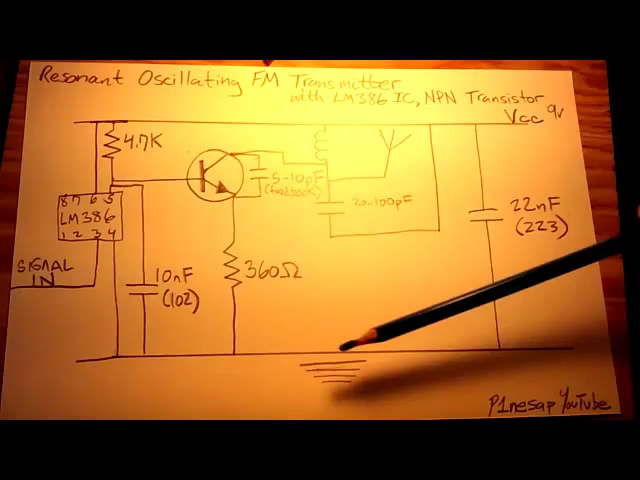 Resonant Oscillating FM Transmitter
with LM386 IC, NPN Transistor
Vcc 9v
4.7K
8 7 6 5
LM386
1 2 3 4
5-10pF
(feedback)
20-100pF
22nF
(223)
SIGNAL
IN
10nF
(102)
360Ω
P1nesap YouTube